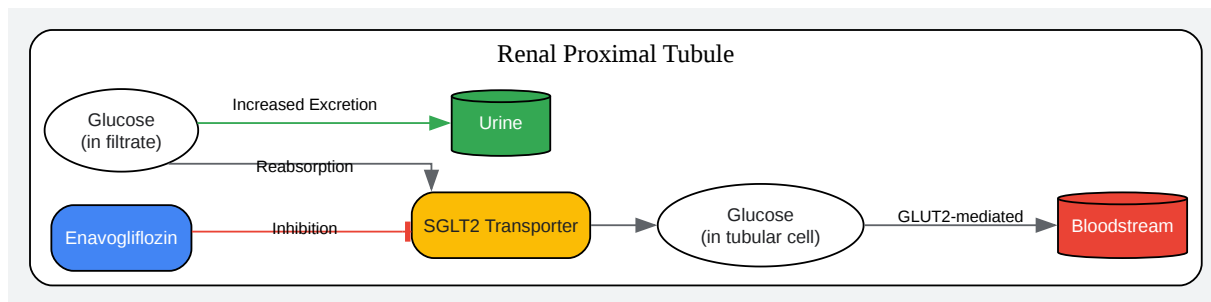 Renal Proximal Tubule
Glucose
(in filtrate)
Increased Excretion
Urine
Reabsorption
Enavogliflozin
Inhibition
SGLT2 Transporter
Glucose
(in tubular cell)
GLUT2-mediated
Bloodstream